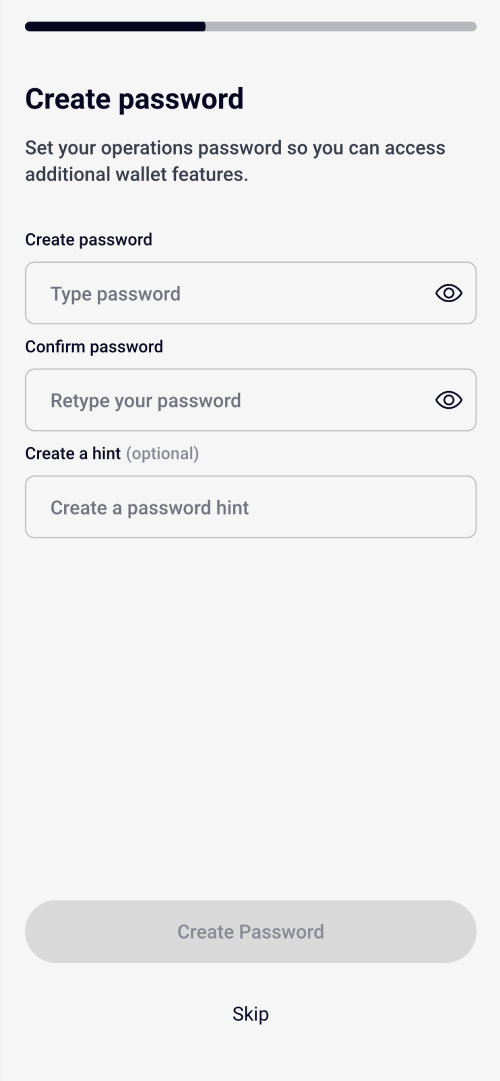 Create password
Set your operations password so you can access
additional wallet features.
Create password
Type password
Confirm password
Retype your password
Create a hint (optional)
Create a password hint
Create Password
Skip